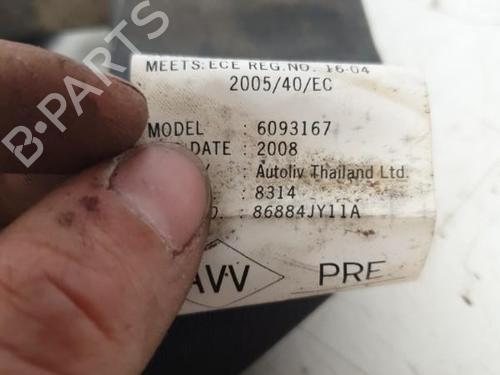 MEETS: ECE REG.NO. 16-04
2005/40/EC
MODEL : 6093167
DATE : 2008
: Autoliv Thailand Ltd.
: 8314
: 86884JY11A
AVV PRE
B-PARTS